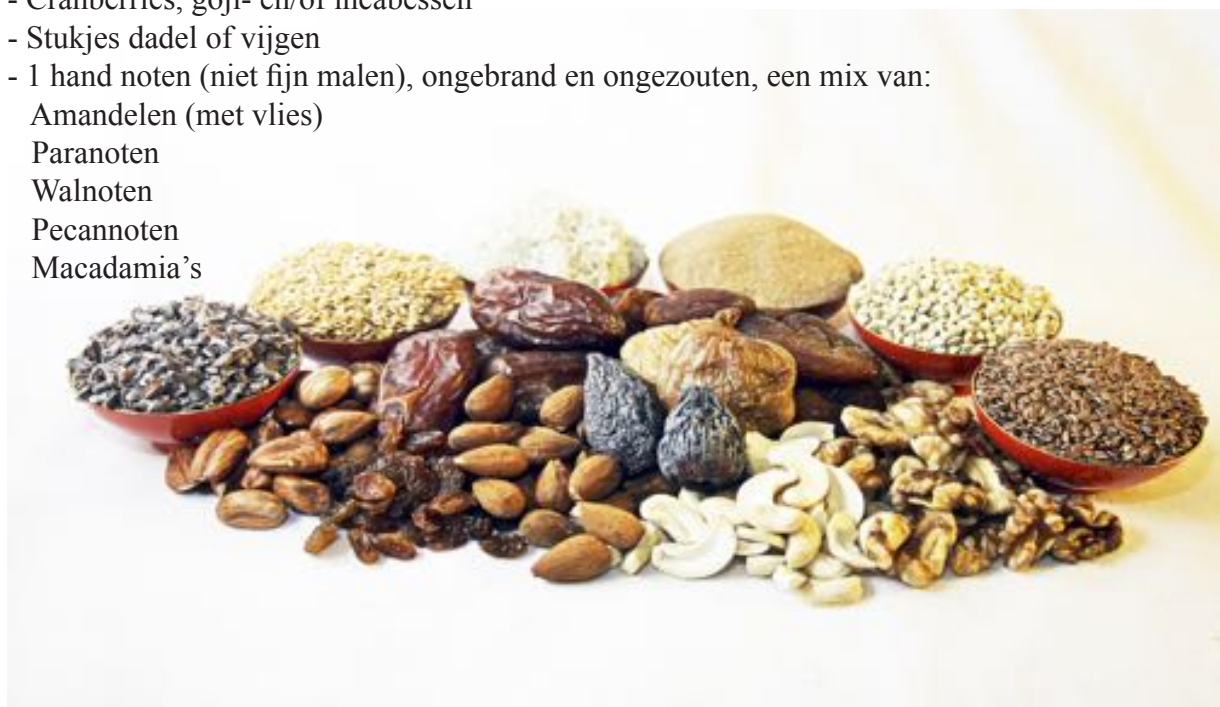 - Cranberries, goji- en/of incabessen
- Stukjes dadel of vijgen
- 1 hand noten (niet fijn malen), ongebrand en ongezouten, een mix van:
Amandelen (met vlies)
Paranoten
Walnoten
Pecannoten
Macadamia’s